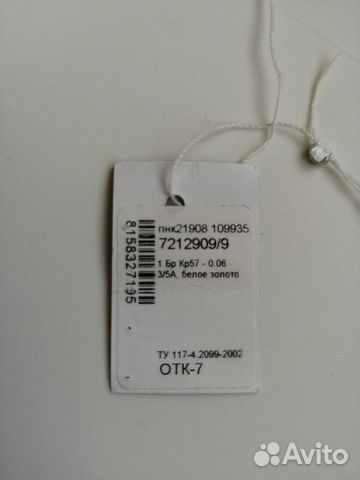 пнк21908 109935
7212909/9
1 Бр Кр57 - 0.06
3/5А, белое золото
ТУ 117-4.2099-2002
ОТК-7
8158327195
Avito